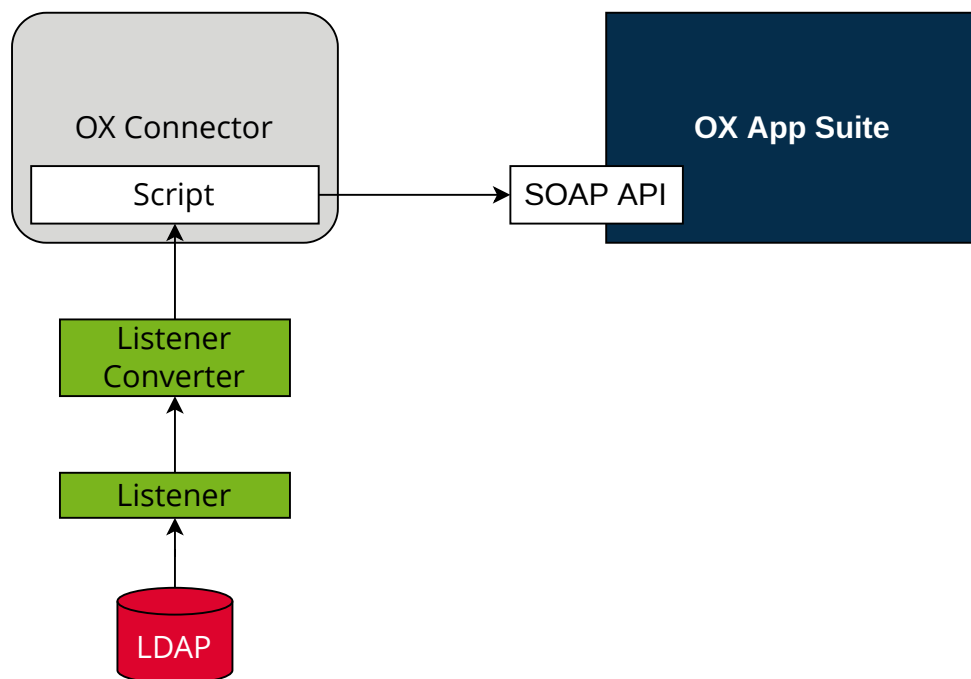 OX Connector
OX App Suite
Script
SOAP API
Listener
Converter
Listener
LDAP